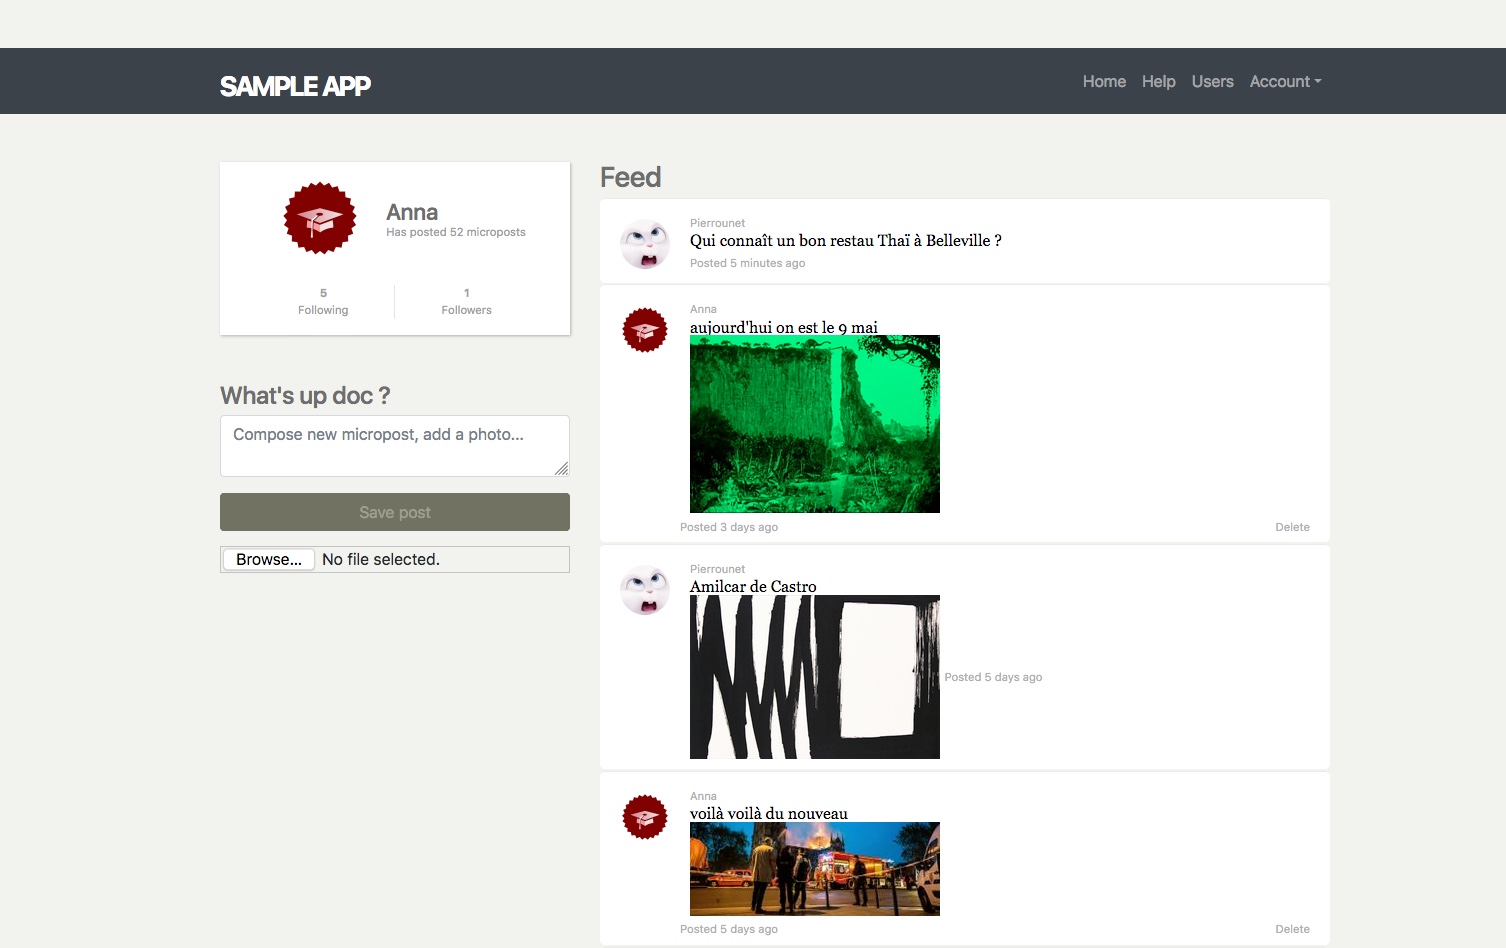 SAMPLE APP
Home Help Users Account
Anna
Has posted 52 microposts
5
Following
1
Followers
What's up doc ?
Compose new micropost, add a photo...
Save post
Browse... No file selected.
Feed
Pierrounet
Qui connaît un bon restau Thaï à Belleville ?
Posted 5 minutes ago
Anna
aujourd'hui on est le 9 mai
Posted 3 days ago
Delete
Pierrounet
Amilcar de Castro
Posted 5 days ago
Anna
voilà voilà du nouveau
Posted 5 days ago
Delete